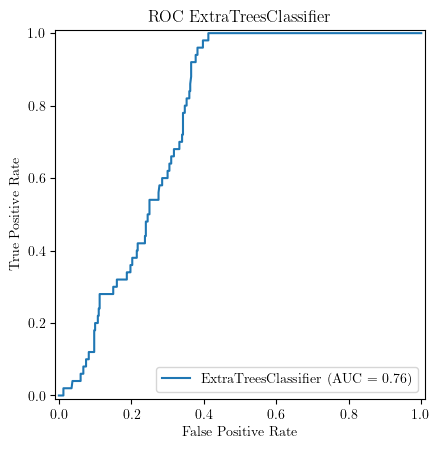 ROC ExtraTreesClassifier
1.0
0.8
0.6
0.4
0.2
0.0
True Positive Rate
ExtraTreesClassifier (AUC = 0.76)
0.0 0.2 0.4 0.6 0.8 1.0
False Positive Rate